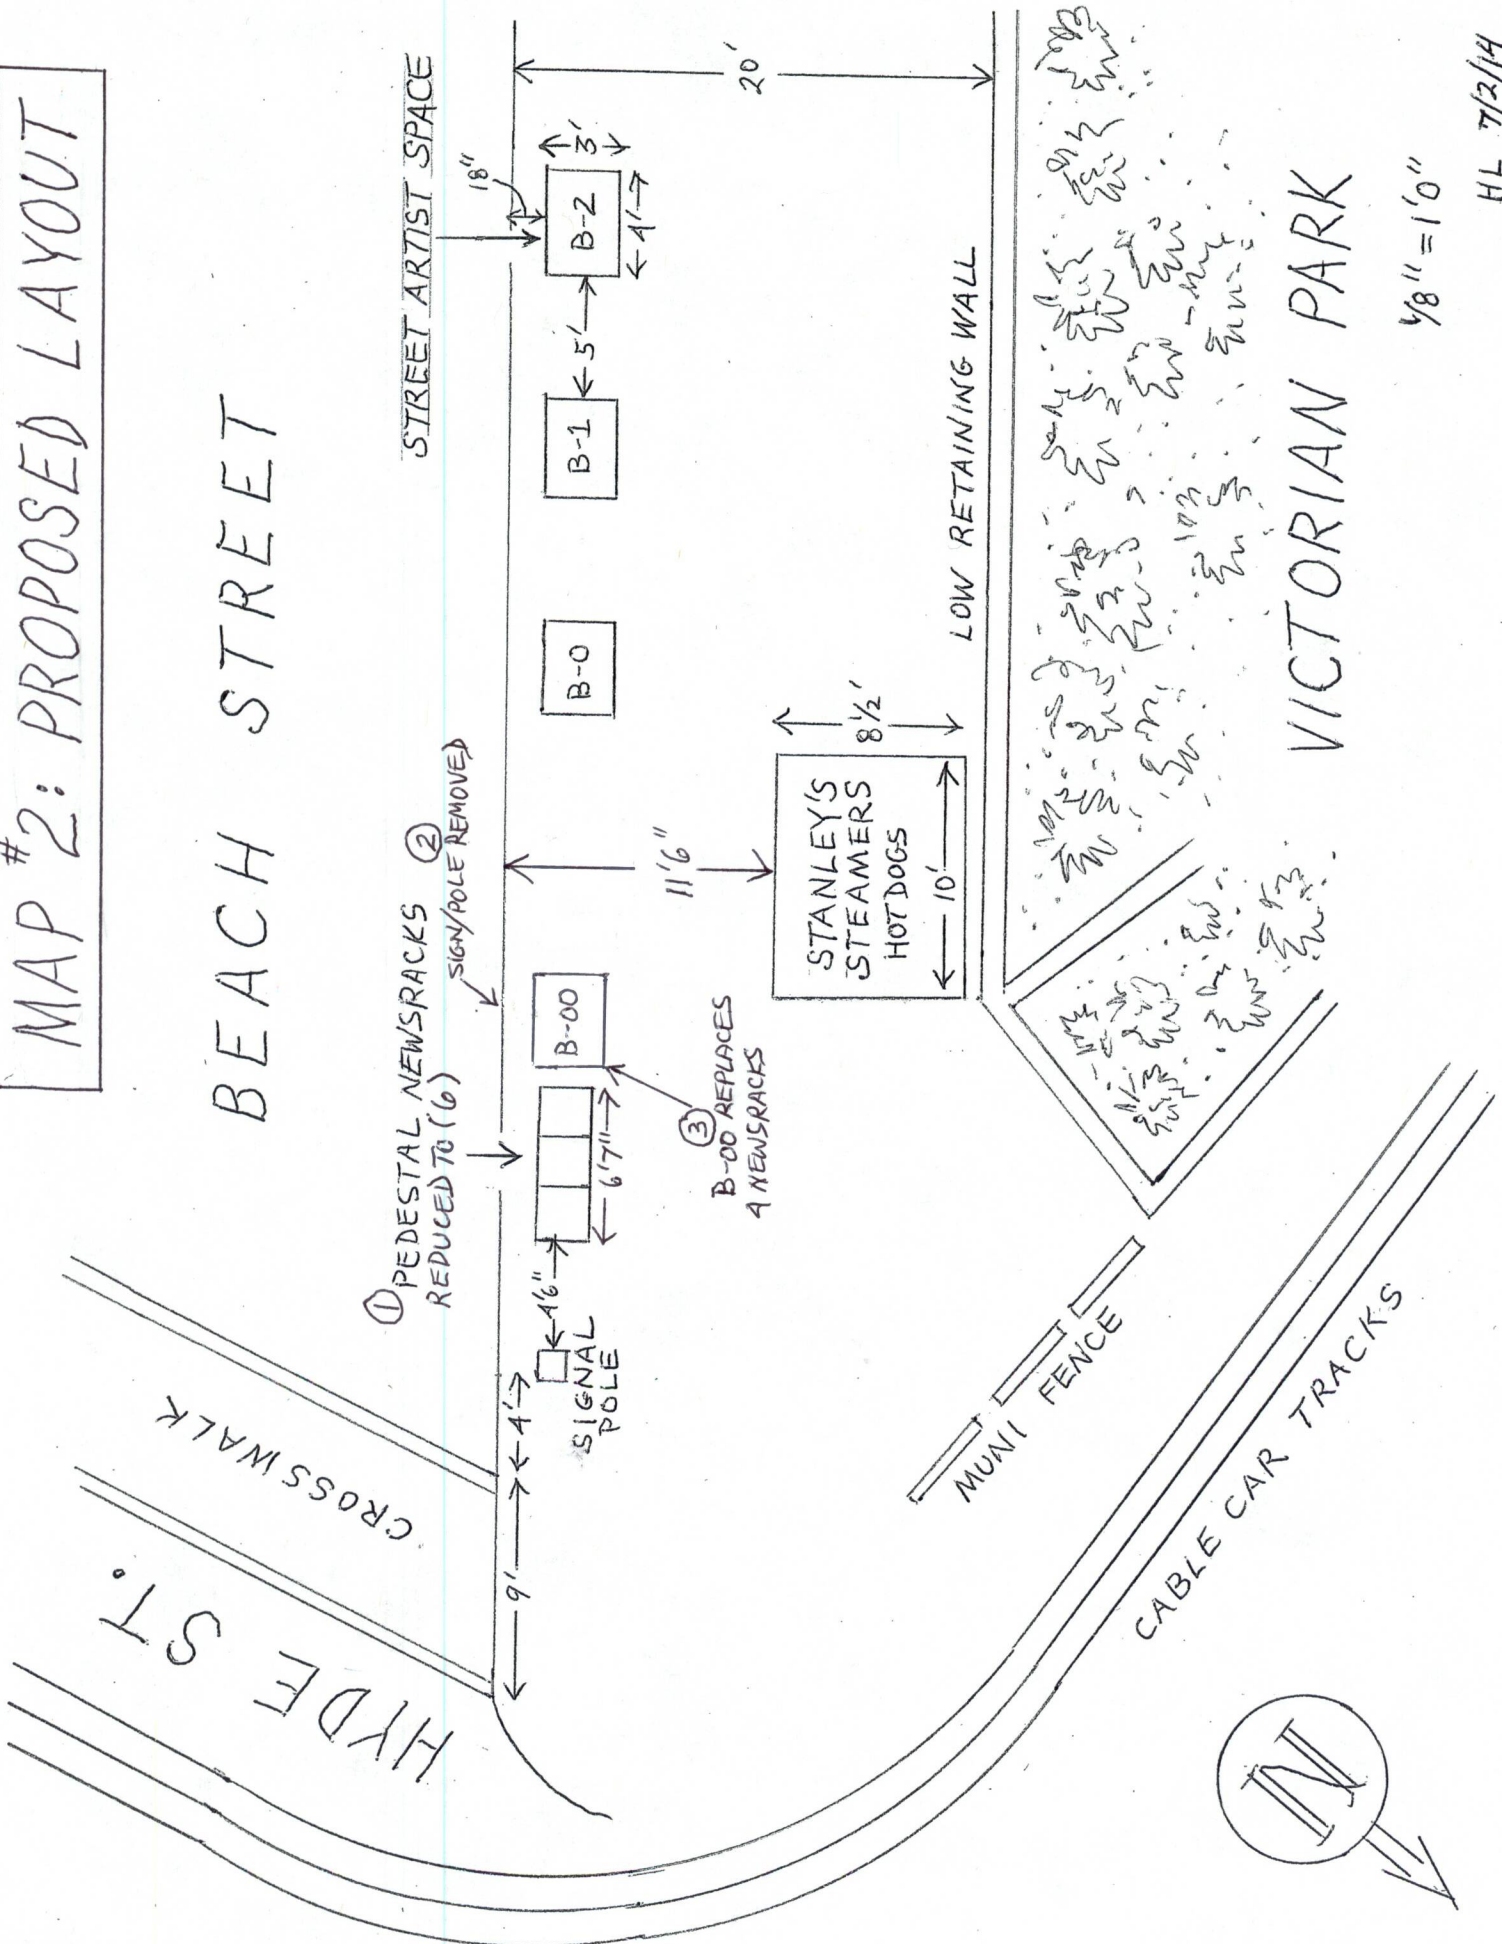 MAP #2: PROPOSED LAYOUT
BEACH STREET
HYDE ST.
CROSSWALK
① PEDESTAL NEWSRACKS
REDUCED TO (6)
②
SIGN/POLE REMOVED
STREET ARTIST SPACE
18"
9'
4'
4'6"
SIGNAL
POLE
6'7"
B-00
B-0
B-1
5'
B-2
3'
4'
20'
③
B-00 REPLACES
4 NEWSRACKS
11'6"
STANLEY'S
STEAMERS
HOTDOGS
10'
8½'
LOW RETAINING WALL
MUNI FENCE
CABLE CAR TRACKS
VICTORIAN PARK
N
1/8"=1'0"
HL 7/2/14